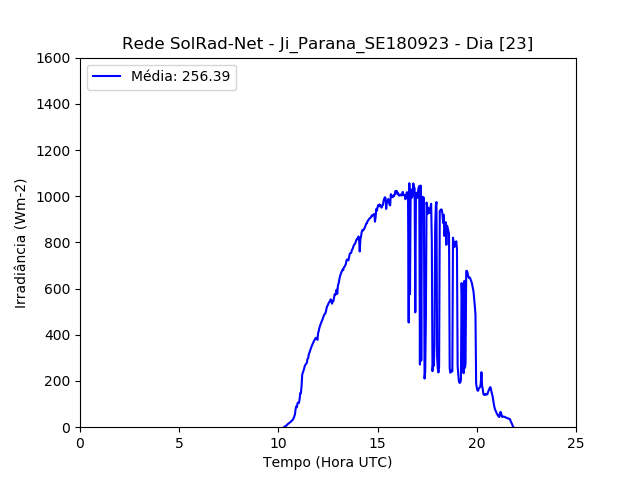 Rede SolRad-Net - Ji_Parana_SE180923 - Dia [23]
Média: 256.39
1600
1400
1200
1000
800
600
400
200
0
Irradiância (Wm-2)
0 5 10 15 20 25
Tempo (Hora UTC)